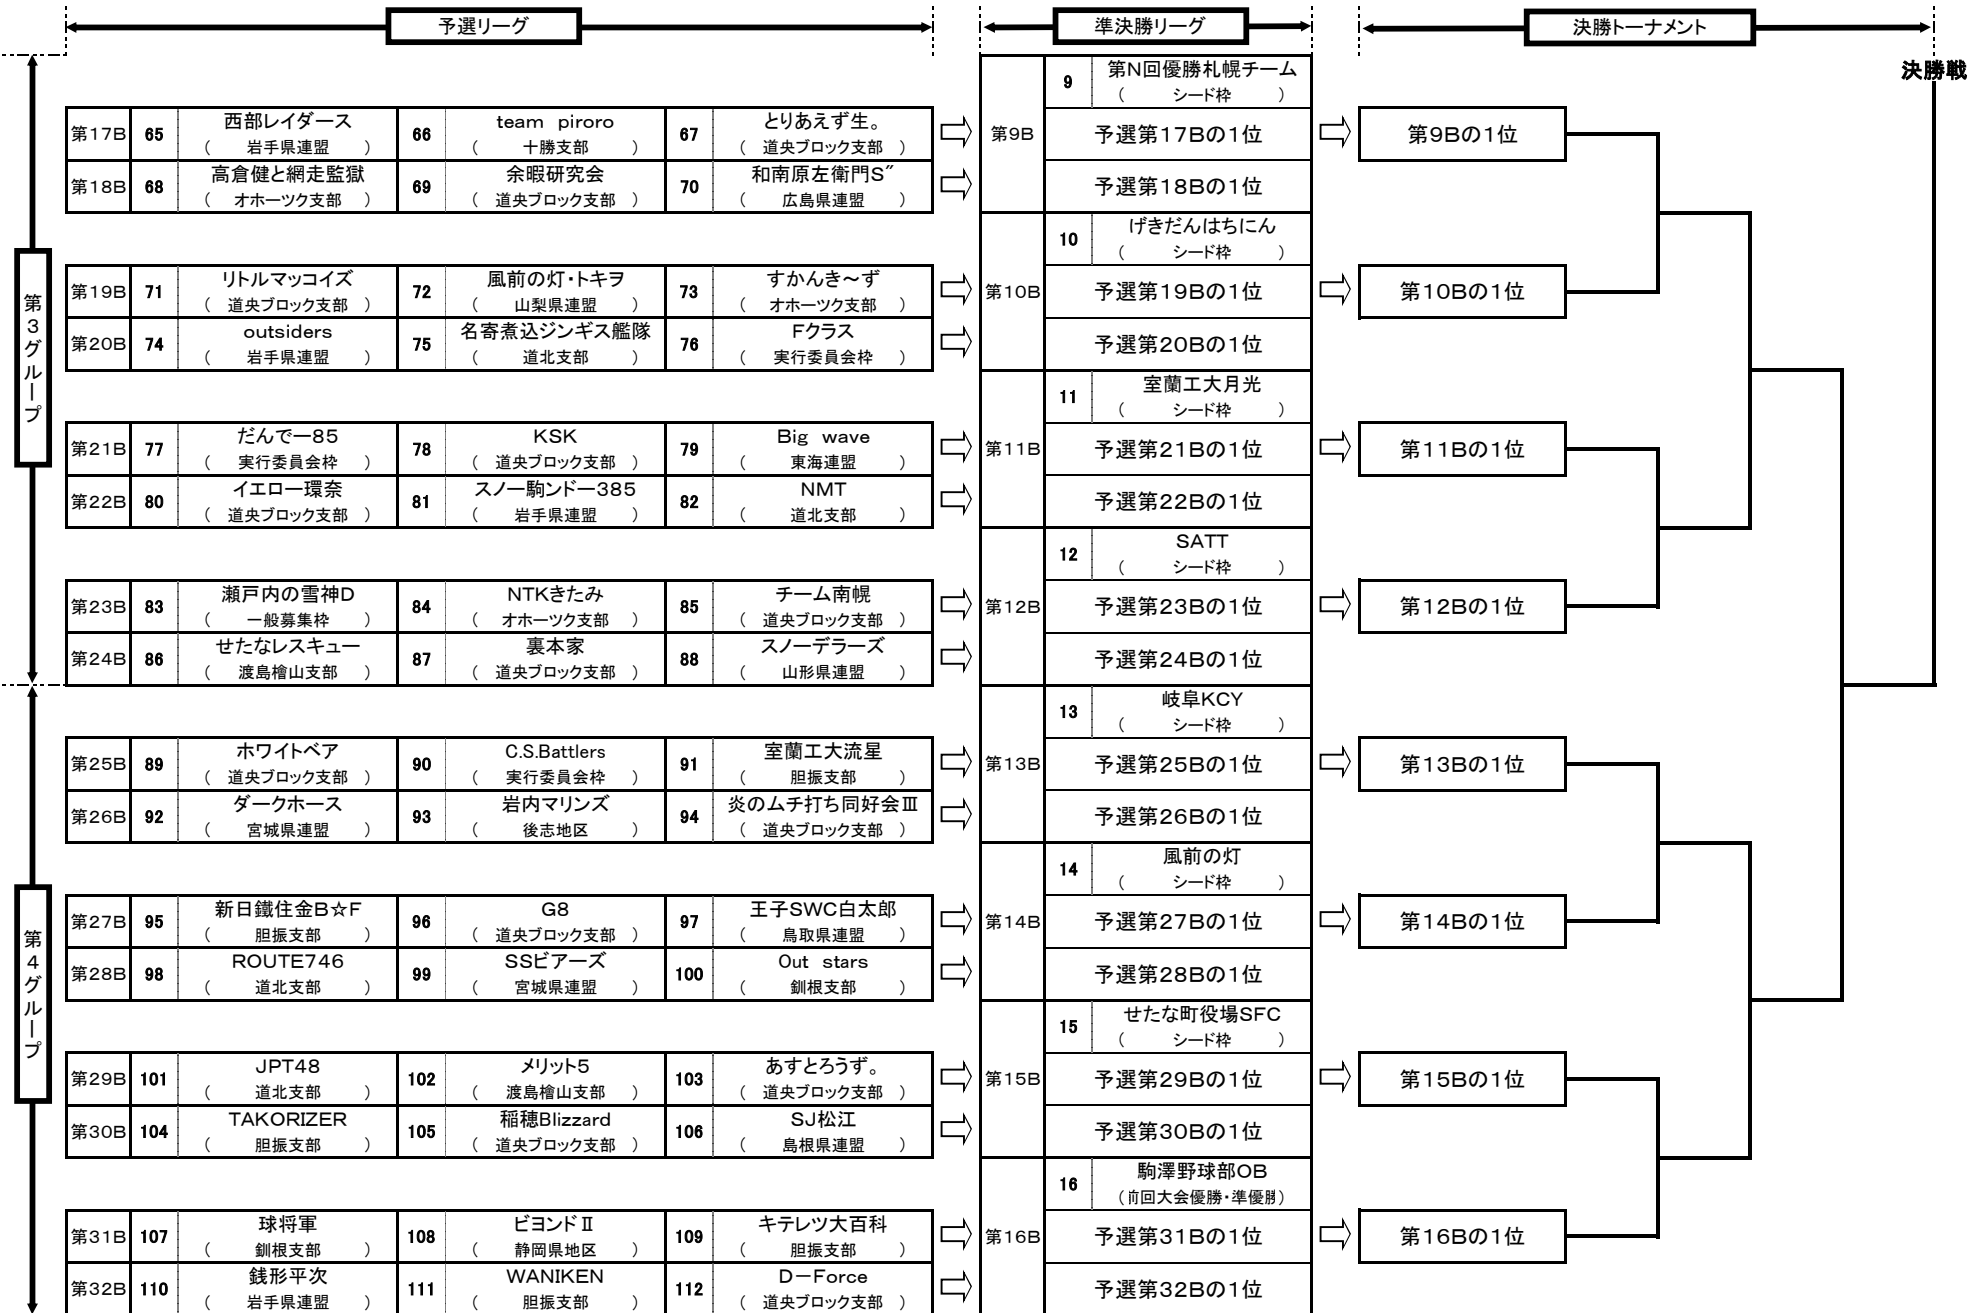 予選リーグ 準決勝リーグ 決勝トーナメント
決勝戦
第3グループ
9 第N回優勝札幌チーム
( シード枠 )
第17B 65 西部レイダース 66 team piroro 67 とりあえず生。 第9B 予選第17Bの1位 第9Bの1位
( 岩手県連盟 ) ( 十勝支部 ) ( 道央ブロック支部 )
第18B 68 高倉健と網走監獄 69 余暇研究会 70 和南原左衛門S″ 予選第18Bの1位
( オホーツク支部 ) ( 道央ブロック支部 ) ( 広島県連盟 )
10 げきだんはちにん
( シード枠 )
第19B 71 リトルマッコイズ 72 風前の灯・トキヲ 73 すかんき～ず 第10B 予選第19Bの1位 第10Bの1位
( 道央ブロック支部 ) ( 山梨県連盟 ) ( オホーツク支部 )
第20B 74 outsiders 75 名寄煮込ジンギス艦隊 76 Fクラス 予選第20Bの1位
( 岩手県連盟 ) ( 道北支部 ) ( 実行委員会枠 )
11 室蘭工大月光
( シード枠 )
第21B 77 だんでー85 78 KSK 79 Big wave 第11B 予選第21Bの1位 第11Bの1位
( 実行委員会枠 ) ( 道央ブロック支部 ) ( 東海連盟 )
第22B 80 イエロー環奈 81 スノー駒ンドー385 82 NMT 予選第22Bの1位
( 道央ブロック支部 ) ( 岩手県連盟 ) ( 道北支部 )
12 SATT
( シード枠 )
第23B 83 瀬戸内の雪神D 84 NTKきたみ 85 チーム南幌 第12B 予選第23Bの1位 第12Bの1位
( 一般募集枠 ) ( オホーツク支部 ) ( 道央ブロック支部 )
第24B 86 せたなレスキュー 87 裏本家 88 スノーデラーズ 予選第24Bの1位
( 渡島檜山支部 ) ( 道央ブロック支部 ) ( 山形県連盟 )
第4グループ
13 岐阜KCY
( シード枠 )
第25B 89 ホワイトベア 90 C.S.Battlers 91 室蘭工大流星 第13B 予選第25Bの1位 第13Bの1位
( 道央ブロック支部 ) ( 実行委員会枠 ) ( 胆振支部 )
第26B 92 ダークホース 93 岩内マリンズ 94 炎のムチ打ち同好会Ⅲ 予選第26Bの1位
( 宮城県連盟 ) ( 後志地区 ) ( 道央ブロック支部 )
14 風前の灯
( シード枠 )
第27B 95 新日鐵住金B☆F 96 G8 97 王子SWC白太郎 第14B 予選第27Bの1位 第14Bの1位
( 胆振支部 ) ( 道央ブロック支部 ) ( 鳥取県連盟 )
第28B 98 ROUTE746 99 SSビアーズ 100 Out stars 予選第28Bの1位
( 道北支部 ) ( 宮城県連盟 ) ( 釧根支部 )
15 せたな町役場SFC
( シード枠 )
第29B 101 JPT48 102 メリット5 103 あすとろうず。 第15B 予選第29Bの1位 第15Bの1位
( 道北支部 ) ( 渡島檜山支部 ) ( 道央ブロック支部 )
第30B 104 TAKORIZER 105 稲穂Blizzard 106 SJ松江 予選第30Bの1位
( 胆振支部 ) ( 道央ブロック支部 ) ( 島根県連盟 )
16 駒澤野球部OB
(前回大会優勝・準優勝)
第31B 107 球将軍 108 ビヨンドⅡ 109 キテレツ大百科 第16B 予選第31Bの1位 第16Bの1位
( 釧根支部 ) ( 静岡県地区 ) ( 胆振支部 )
第32B 110 銭形平次 111 WANIKEN 112 D－Force 予選第32Bの1位
( 岩手県連盟 ) ( 胆振支部 ) ( 道央ブロック支部 )